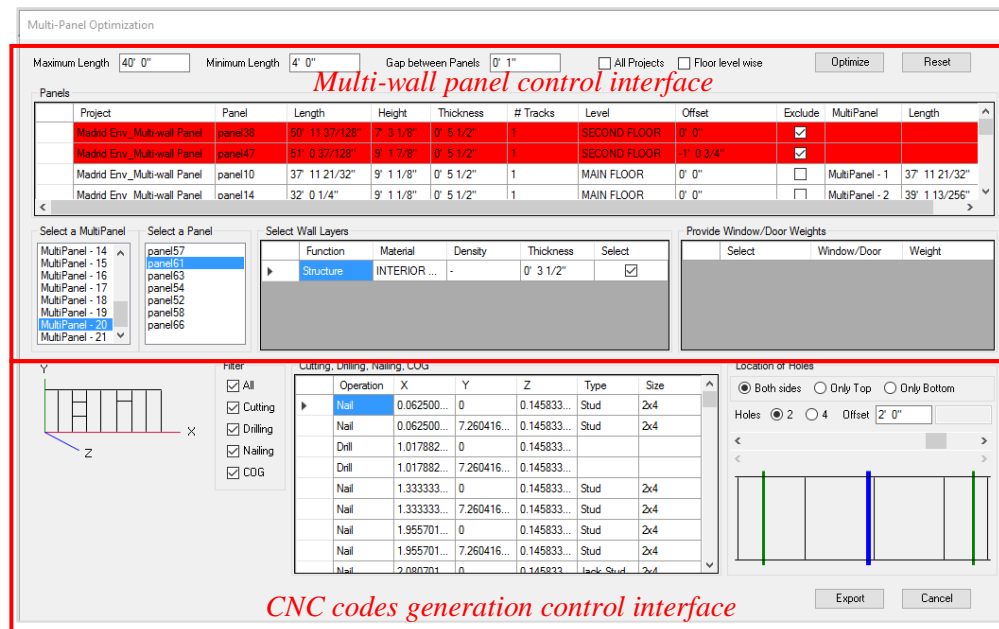 Multi-Panel Optimization
Maximum Length 40' 0" Minimum Length 4' 0" Gap between Panels 0' 1" All Projects Floor level wise Optimize Reset
Multi-wall panel control interface
Panels
Project Panel Length Height Thickness # Tracks Level Offset Exclude MultiPanel Length
Madrid Env_Multi-wall Panel panel38 50' 11 37/128" 7' 3 1/8" 0' 5 1/2" 1 SECOND FLOOR 0' 0"
Madrid Env_Multi-wall Panel panel47 51' 0 37/128" 9' 1 7/8" 0' 5 1/2" 1 SECOND FLOOR -1' 0 3/4"
Madrid Env_Multi-wall Panel panel10 37' 11 21/32" 9' 1 1/8" 0' 5 1/2" 1 MAIN FLOOR 0' 0" MultiPanel - 1 37' 11 21/32"
Madrid Env_Multi-wall Panel panel14 32' 0 1/4" 9' 1 1/8" 0' 5 1/2" 1 MAIN FLOOR 0' 0" MultiPanel - 2 39' 1 13/256"
Select a MultiPanel Select a Panel Select Wall Layers Provide Window/Door Weights
MultiPanel - 14
MultiPanel - 15
MultiPanel - 16
MultiPanel - 17
MultiPanel - 18
MultiPanel - 19
MultiPanel - 20
MultiPanel - 21
panel57
panel61
panel63
panel54
panel52
panel58
panel66
Function Material Density Thickness Select
Structure INTERIOR ... - 0' 3 1/2"
Select Window/Door Weight
Y
X
Z
Filter
All
Cutting
Drilling
Nailing
COG
Cutting, Drilling, Nailing, COG
Operation X Y Z Type Size
Nail 0.062500... 0 0.145833... Stud 2x4
Nail 0.062500... 7.260416... 0.145833... Stud 2x4
Drill 1.017882... 0 0.145833...
Drill 1.017882... 7.260416... 0.145833...
Nail 1.333333... 0 0.145833... Stud 2x4
Nail 1.333333... 7.260416... 0.145833... Stud 2x4
Nail 1.955701... 0 0.145833... Stud 2x4
Nail 1.955701... 7.260416... 0.145833... Stud 2x4
Nail 2.080701... 0 0.145833... Jack Stud 2x4
Location of Holes
Both sides Only Top Only Bottom
Holes 2 4 Offset 2' 0"
Export Cancel
CNC codes generation control interface